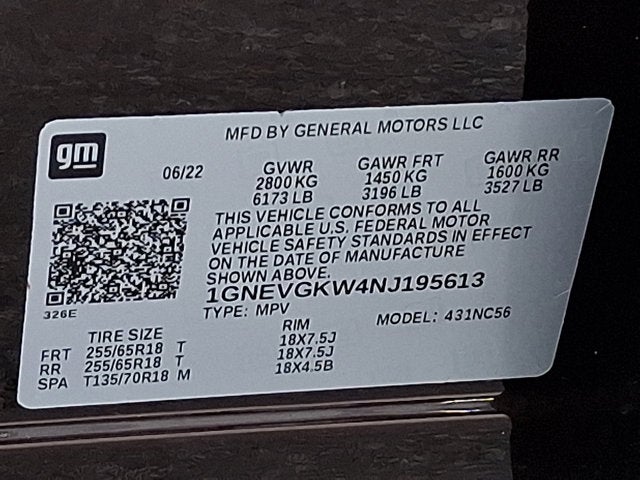 MFD BY GENERAL MOTORS LLC
gm
06/22 GVWR GAWR FRT GAWR RR
2800 KG 1450 KG 1600 KG
6173 LB 3196 LB 3527 LB
THIS VEHICLE CONFORMS TO ALL
APPLICABLE U.S. FEDERAL MOTOR
VEHICLE SAFETY STANDARDS IN EFFECT
ON THE DATE OF MANUFACTURE
SHOWN ABOVE.
1GNEVGKW4NJ195613
326E
TYPE: MPV MODEL: 431NC56
TIRE SIZE RIM
FRT 255/65R18 T 18X7.5J
RR 255/65R18 T 18X7.5J
SPA T135/70R18 M 18X4.5B